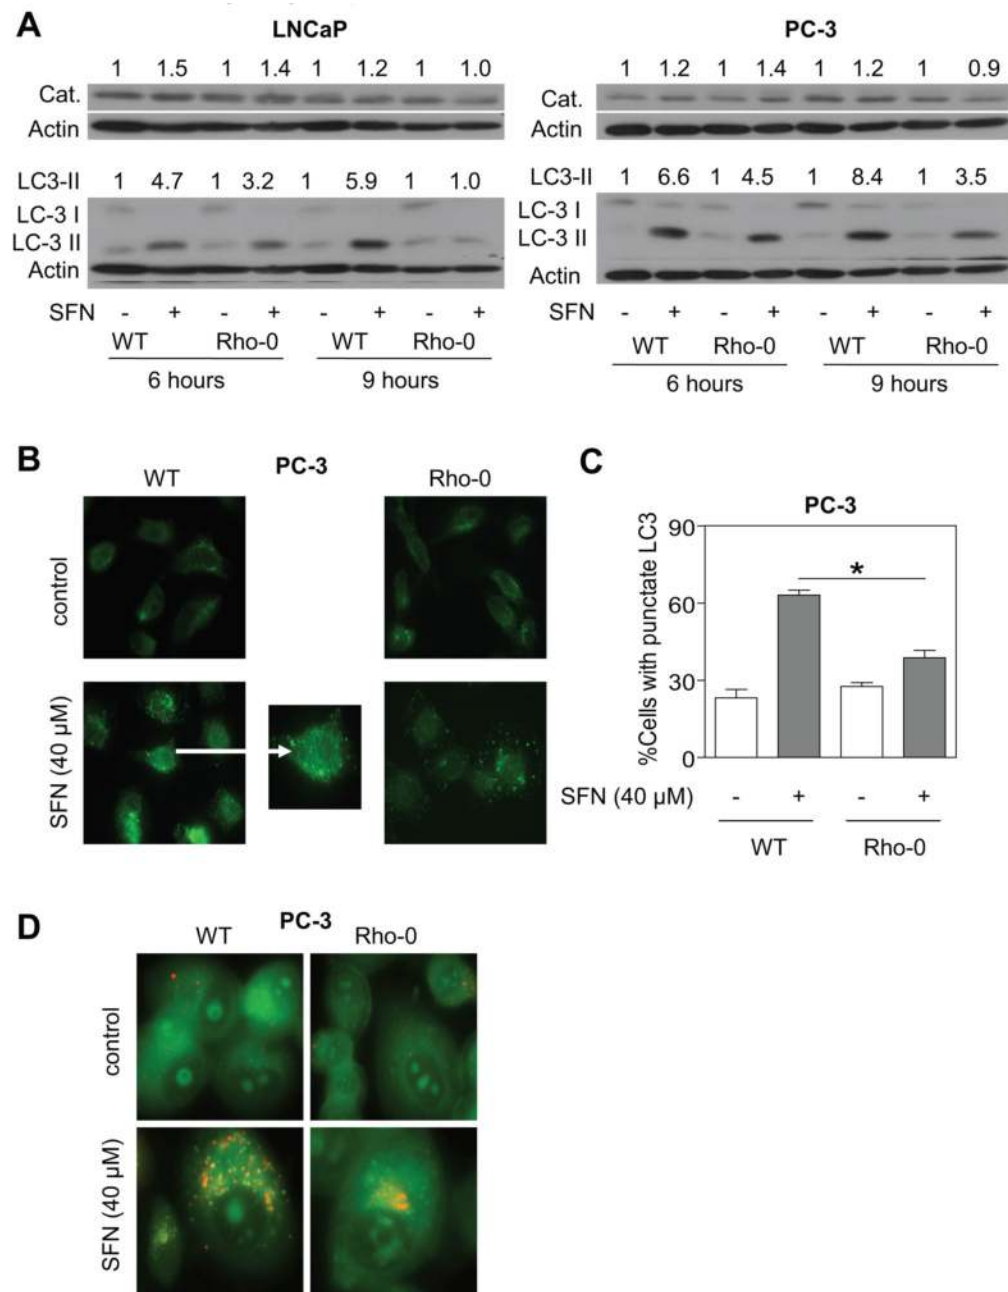 A
LNCaP
PC-3
1 1.5 1 1.4 1 1.2 1 1.0
Cat.
Actin
LC3-II 1 4.7 1 3.2 1 5.9 1 1.0
LC-3 I
LC-3 II
Actin
SFN - + - + - + - +
WT Rho-0 WT Rho-0
6 hours 9 hours
1 1.2 1 1.4 1 1.2 1 0.9
Cat.
Actin
LC3-II 1 6.6 1 4.5 1 8.4 1 3.5
LC-3 I
LC-3 II
Actin
SFN - + - + - + - +
WT Rho-0 WT Rho-0
6 hours 9 hours
B
PC-3
WT Rho-0
control
SFN (40 μM)
C
PC-3
%Cells with punctate LC3
90
60
30
0
*
SFN (40 μM) - + - +
WT Rho-0
D
PC-3
WT Rho-0
control
SFN (40 μM)